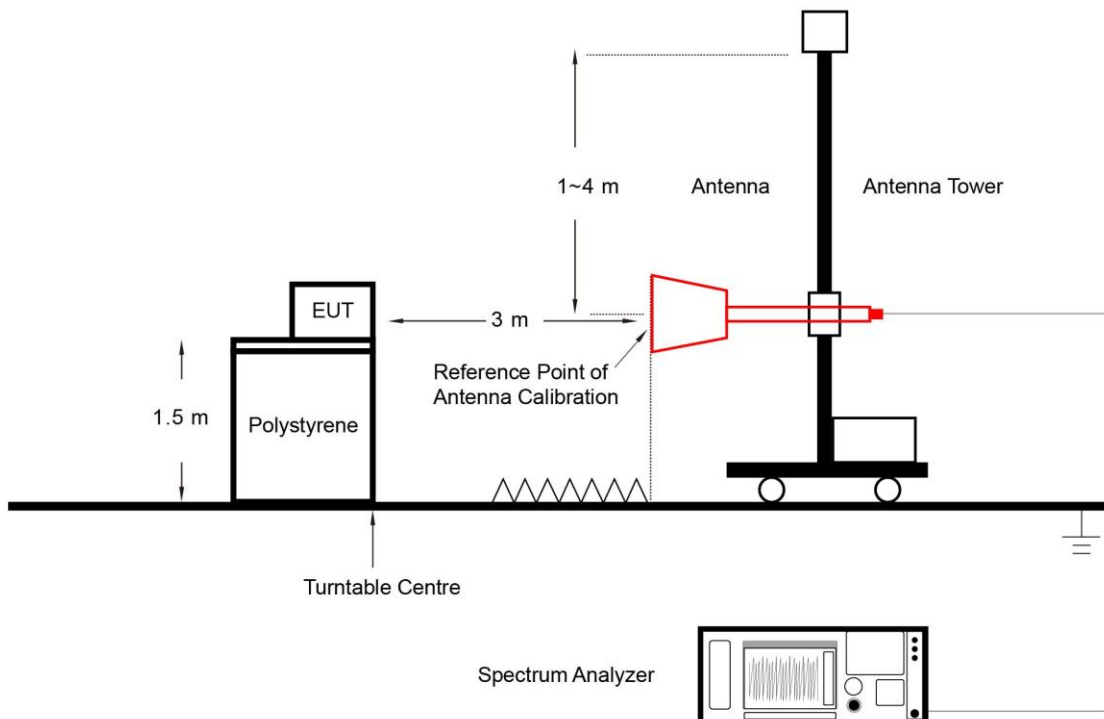 1~4 m
Antenna
Antenna Tower
EUT
3 m
Reference Point of
Antenna Calibration
1.5 m
Polystyrene
Turntable Centre
Spectrum Analyzer